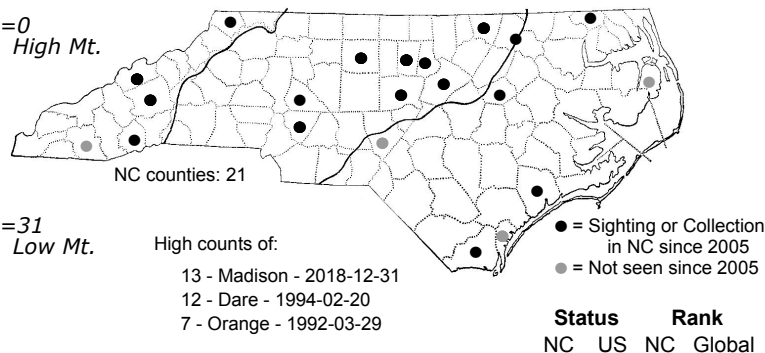 =0
High Mt.
NC counties: 21
=31
Low Mt.
High counts of:
13 - Madison - 2018-12-31
12 - Dare - 1994-02-20
7 - Orange - 1992-03-29
● = Sighting or Collection
in NC since 2005
● = Not seen since 2005
Status Rank
NC US NC Global